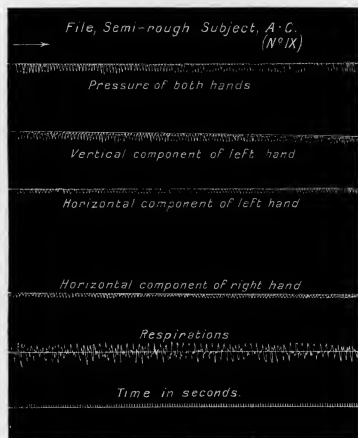 File, Semi-rough Subject, A.C.
(Nº IX)
Pressure of both hands
Vertical component of left hand
Horizontal component of left hand
Horizontal component of right hand
Respirations
Time in seconds.